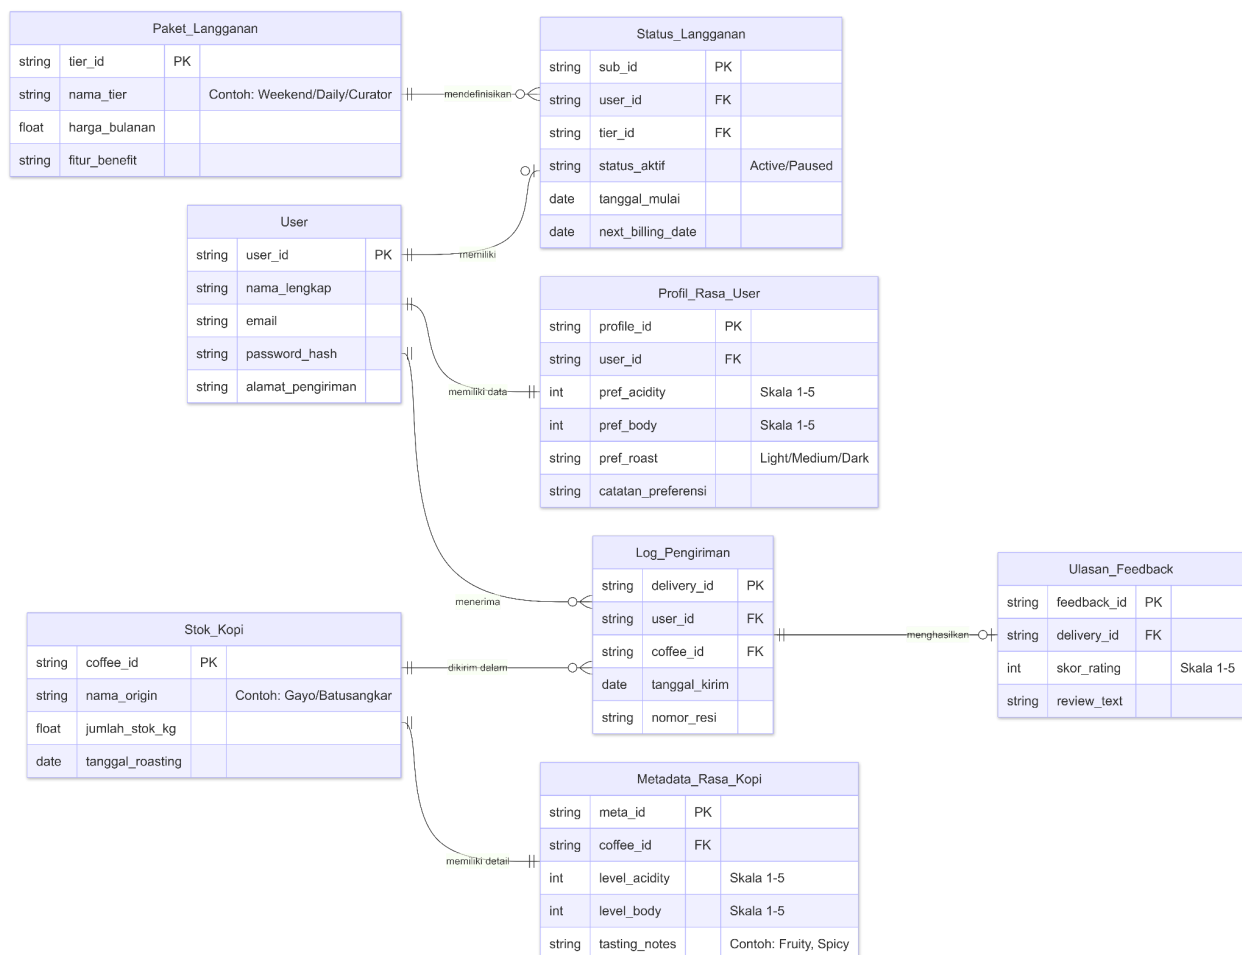 Paket_Langganan
string tier_id PK
string nama_tier Contoh: Weekend/Daily/Curator
float harga_bulanan
string fitur_benefit
mendefinisikan
Status_Langganan
string sub_id PK
string user_id FK
string tier_id FK
string status_aktif Active/Paused
date tanggal_mulai
date next_billing_date
User
string user_id PK
string nama_lengkap
string email
string password_hash
string alamat_pengiriman
memiliki
memiliki data
menerima
Profil_Rasa_User
string profile_id PK
string user_id FK
int pref_acidity Skala 1-5
int pref_body Skala 1-5
string pref_roast Light/Medium/Dark
string catatan_preferensi
Log_Pengiriman
string delivery_id PK
string user_id FK
string coffee_id FK
date tanggal_kirim
string nomor_resi
menghasilkan
Ulasan_Feedback
string feedback_id PK
string delivery_id FK
int skor_rating Skala 1-5
string review_text
Stok_Kopi
string coffee_id PK
string nama_origin Contoh: Gayo/Batusangkar
float jumlah_stok_kg
date tanggal_roasting
dikirim dalam
memiliki detail
Metadata_Rasa_Kopi
string meta_id PK
string coffee_id FK
int level_acidity Skala 1-5
int level_body Skala 1-5
string tasting_notes Contoh: Fruity, Spicy